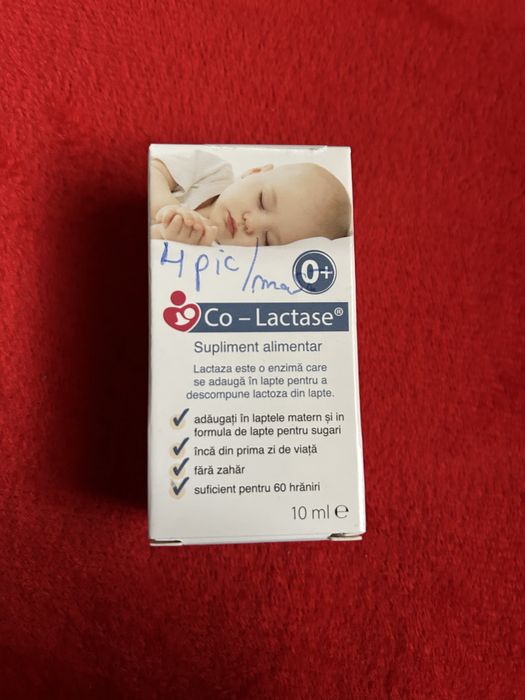 4 pic/
0+
Co – Lactase®
Supliment alimentar
Lactaza este o enzimă care
se adaugă în lapte pentru a
descompune lactoza din lapte.
adăugați în laptele matern și in
formula de lapte pentru sugari
încă din prima zi de viață
fără zahăr
suficient pentru 60 hrăniri
10 ml ℮